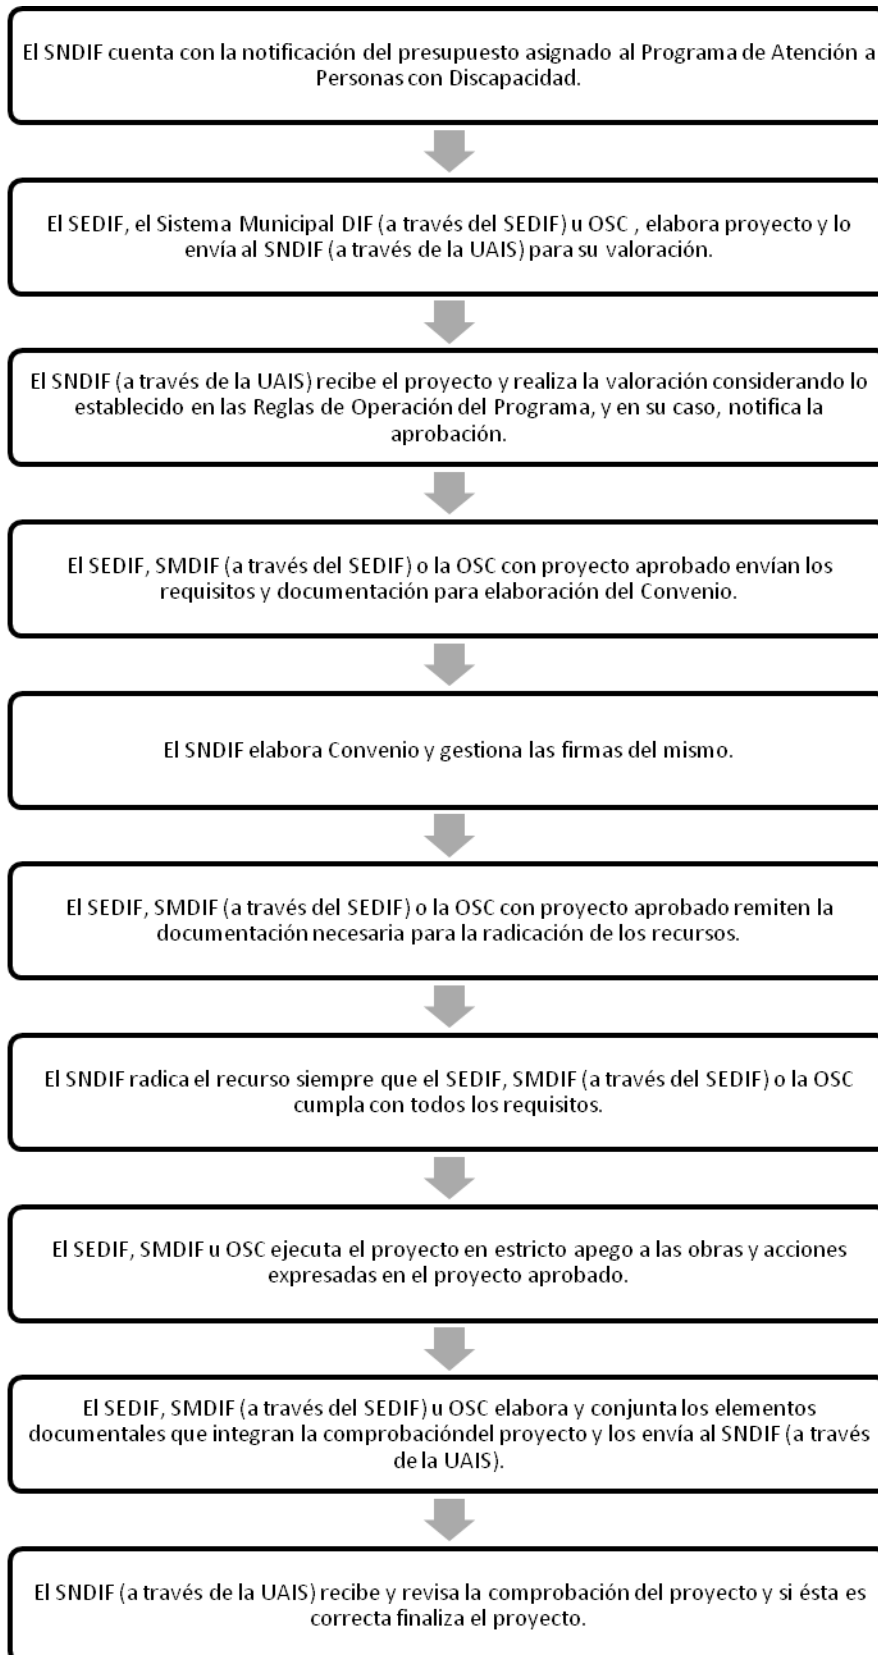 El SNDIF cuenta con la notificación del presupuesto asignado al Programa de Atención a
Personas con Discapacidad.
El SEDIF, el Sistema Municipal DIF (a través del SEDIF) u OSC , elabora proyecto y lo
envía al SNDIF (a través de la UAIS) para su valoración.
El SNDIF (a través de la UAIS) recibe el proyecto y realiza la valoración considerando lo
establecido en las Reglas de Operación del Programa, y en su caso, notifica la
aprobación.
El SEDIF, SMDIF (a través del SEDIF) o la OSC con proyecto aprobado envían los
requisitos y documentación para elaboración del Convenio.
El SNDIF elabora Convenio y gestiona las firmas del mismo.
El SEDIF, SMDIF (a través del SEDIF) o la OSC con proyecto aprobado remiten la
documentación necesaria para la radicación de los recursos.
El SNDIF radica el recurso siempre que el SEDIF, SMDIF (a través del SEDIF) o la OSC
cumpla con todos los requisitos.
El SEDIF, SMDIF u OSC ejecuta el proyecto en estricto apego a las obras y acciones
expresadas en el proyecto aprobado.
El SEDIF, SMDIF (a través del SEDIF) u OSC elabora y conjunta los elementos
documentales que integran la comprobacióndel proyecto y los envía al SNDIF (a través
de la UAIS).
El SNDIF (a través de la UAIS) recibe y revisa la comprobación del proyecto y si ésta es
correcta finaliza el proyecto.